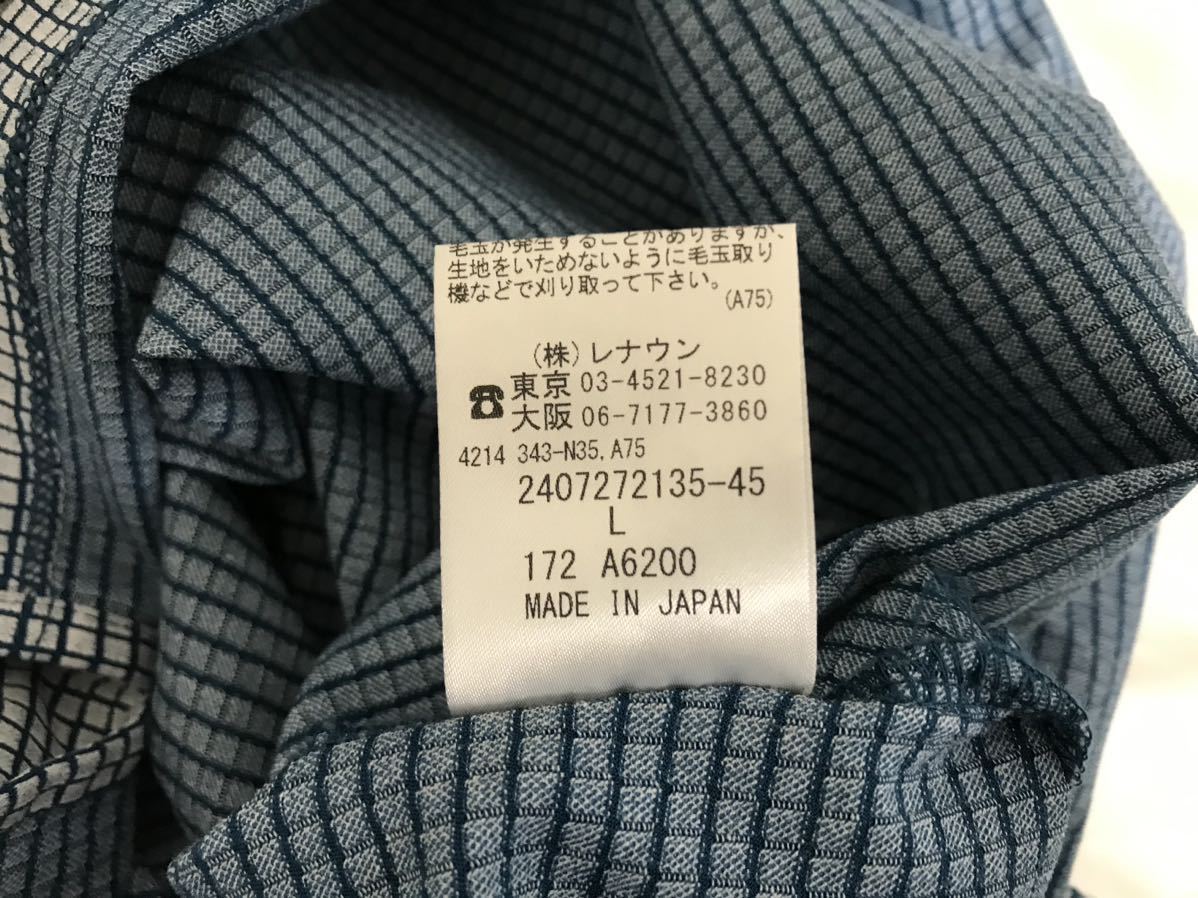 毛玉が発生することがありますが、
生地をいためないように毛玉取り
機などで刈り取って下さい。
(A75)
(株)レナウン
☎東京 03-4521-8230
大阪 06-7177-3860
4214 343-N35, A75
2407272135-45
L
172 A6200
MADE IN JAPAN